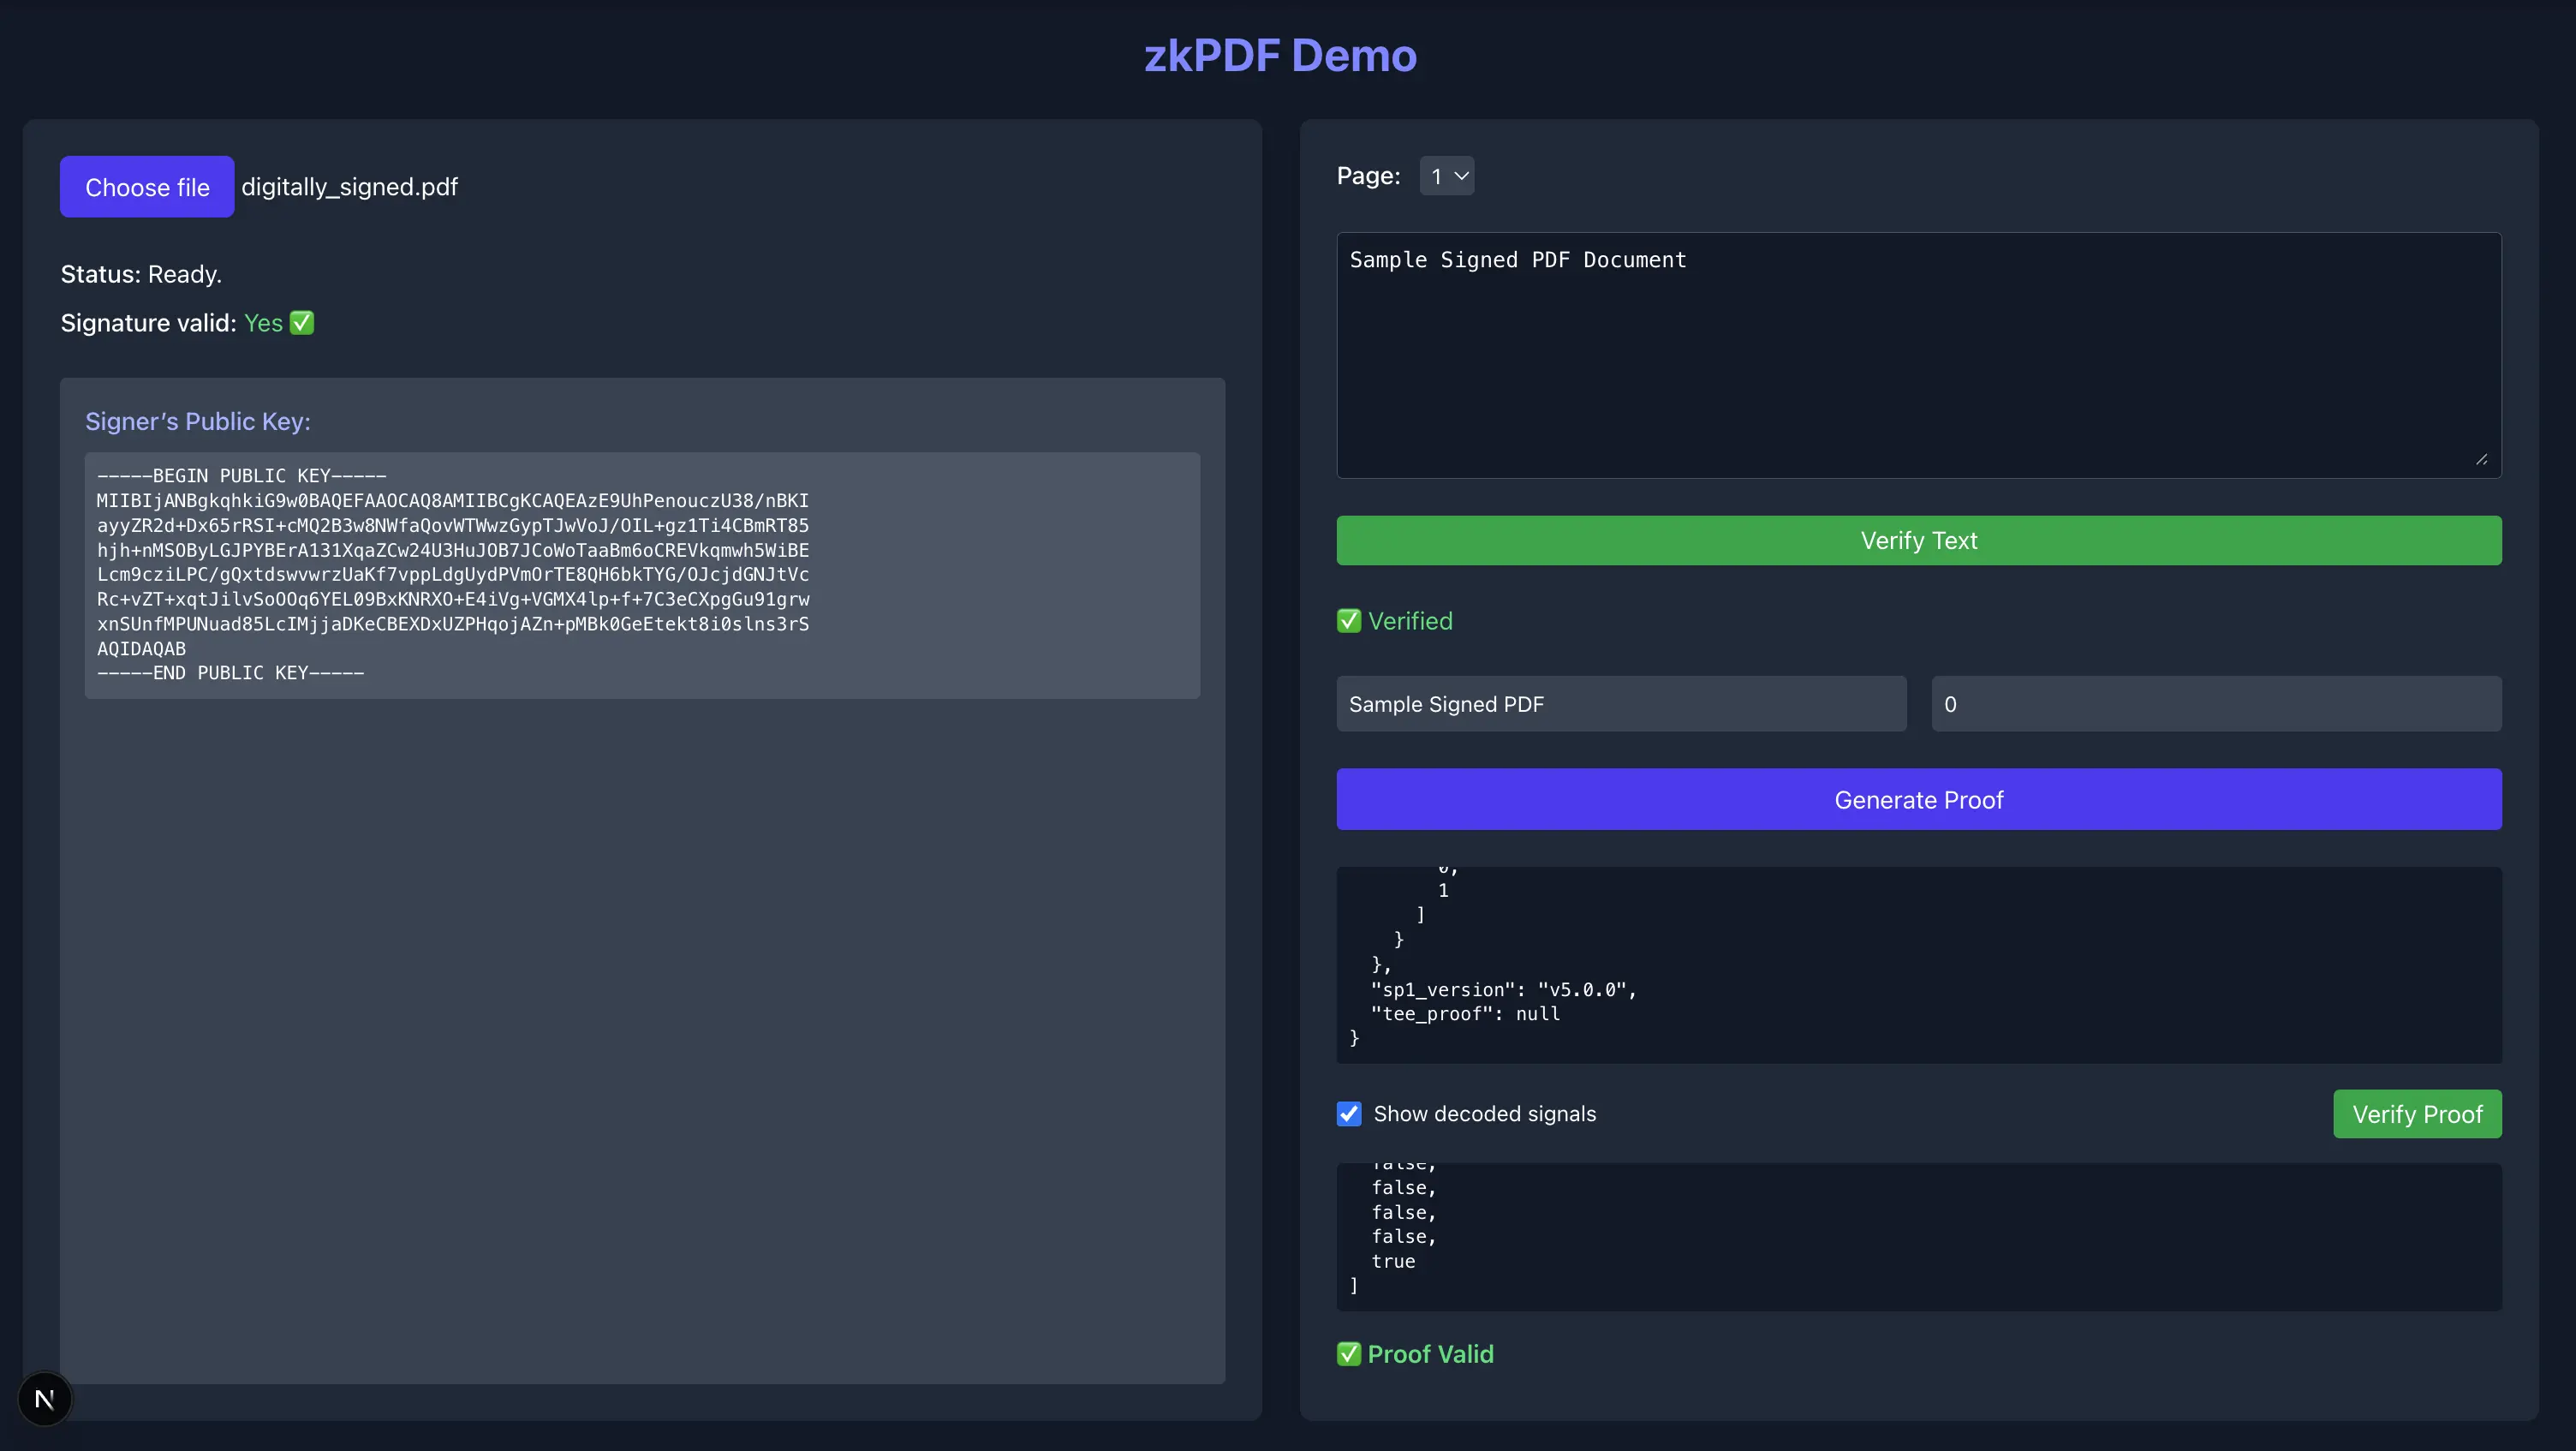 zkPDF Demo
Choose file digitally_signed.pdf
Status: Ready.
Signature valid: Yes ✅
Signer’s Public Key:
-----BEGIN PUBLIC KEY-----
MIIBIjANBgkqhkiG9w0BAQEFAAOCAQ8AMIIBCgKCAQEAzE9UhPenouczU38/nBKI
ayyZR2d+Dx65rRSI+cMQ2B3w8NWfaQovWTWwzGypTJwVoJ/OIL+gz1Ti4CBmRT85
hjh+nMSOByLGJPYBErA131XqaZCw24U3HuJOB7JCoWoTaaBm6oCREVkqmwh5WiBE
Lcm9cziLPC/gQxtdswvwrzUaKf7vppLdgUydPVmOrTE8QH6bkTYG/OJcjdGNJtVc
Rc+vZT+xqtJilvSoOOq6YEL09BxKNRXO+E4iVg+VGMX4lp+f+7C3eCXpgGu91grw
xnSUnfMPUNuad85LcIMjjaDKeCBEXDxUZPHqojAZn+pMBk0GeEtekt8i0slns3rS
AQIDAQAB
-----END PUBLIC KEY-----
N
Page: 1
Sample Signed PDF Document
Verify Text
✅ Verified
Sample Signed PDF
0
Generate Proof
0,
1
]
}
},
"sp1_version": "v5.0.0",
"tee_proof": null
}
Show decoded signals
Verify Proof
false,
false,
false,
false,
true
]
✅ Proof Valid